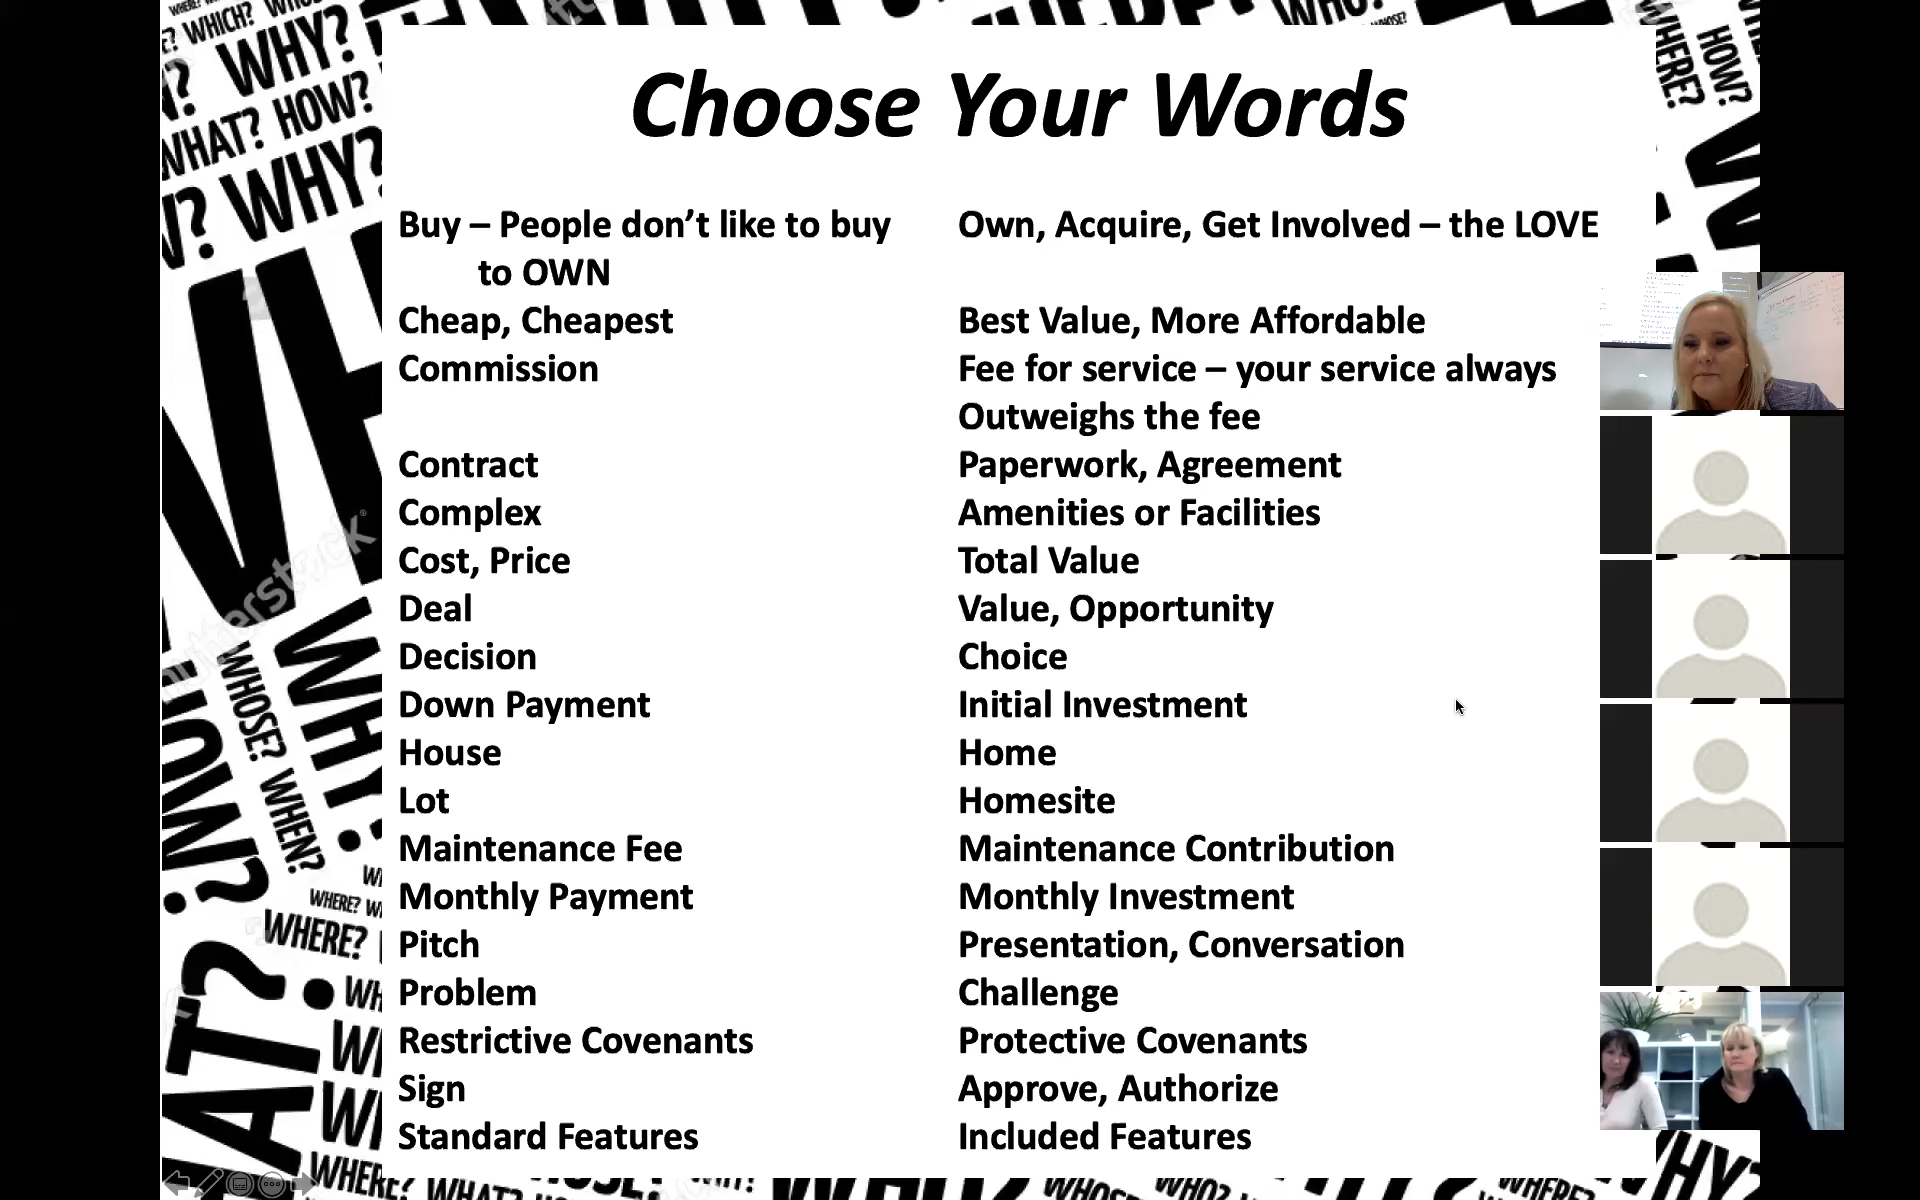 WHICH? WHY?
WHAT? HOW?
WHY?
WHERE?
HOW?
Choose Your Words
Buy – People don’t like to buy
to OWN
Own, Acquire, Get Involved – the LOVE
Cheap, Cheapest
Best Value, More Affordable
Commission
Fee for service – your service always
Outweighs the fee
Contract
Paperwork, Agreement
Complex
Amenities or Facilities
Cost, Price
Total Value
Deal
Value, Opportunity
Decision
Choice
Down Payment
Initial Investment
House
Home
Lot
Homesite
Maintenance Fee
Maintenance Contribution
Monthly Payment
Monthly Investment
Pitch
Presentation, Conversation
Problem
Challenge
Restrictive Covenants
Protective Covenants
Sign
Approve, Authorize
Standard Features
Included Features
shutterstock
WHOSE? WHEN?
WHERE?
WHERE?
WHERE? WHAT?
WHERE?